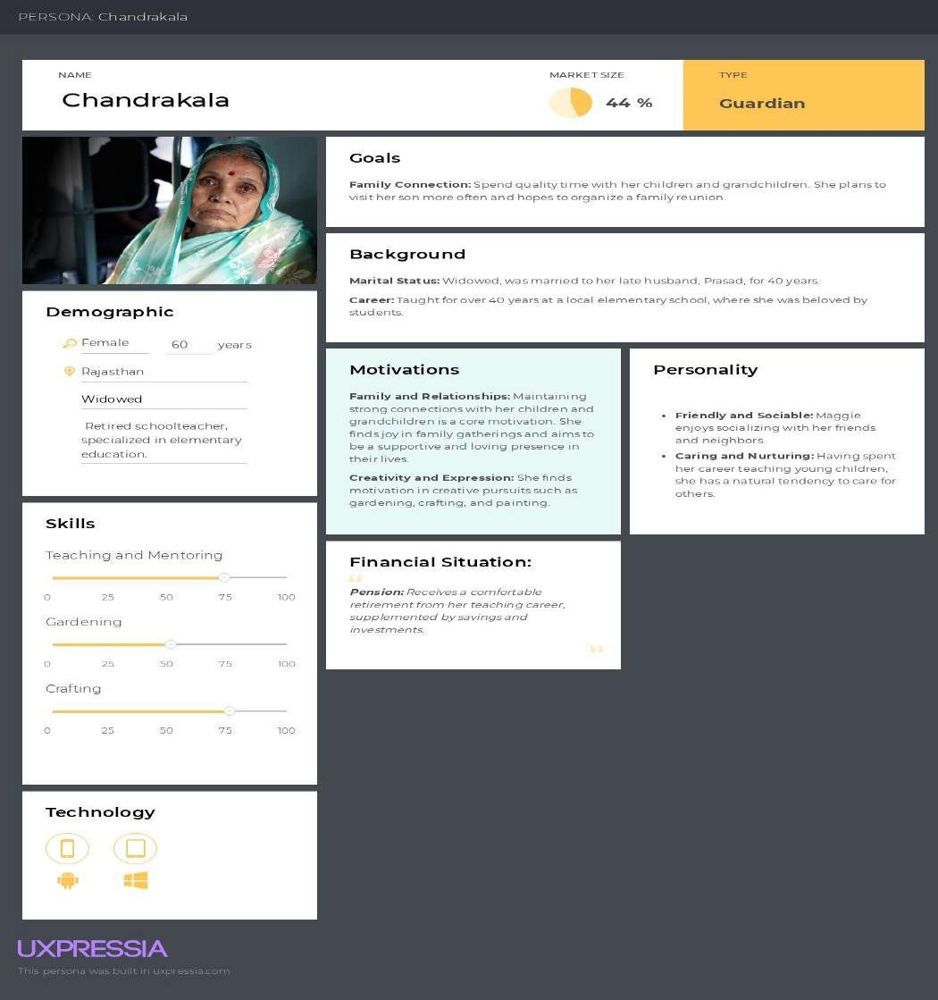 PERSONA: Chandrakala
NAME
Chandrakala
MARKET SIZE
44 %
TYPE
Guardian
Goals
Family Connection: Spend quality time with her children and grandchildren. She plans to
visit her son more often and hopes to organize a family reunion.
Background
Marital Status: Widowed, was married to her late husband, Prasad, for 40 years.
Career: Taught for over 40 years at a local elementary school, where she was beloved by
students.
Demographic
Female 60 years
Rajasthan
Widowed
Retired schoolteacher,
specialized in elementary
education.
Motivations
Family and Relationships: Maintaining
strong connections with her children and
grandchildren is a core motivation. She
finds joy in family gatherings and aims to
be a supportive and loving presence in
their lives.
Creativity and Expression: She finds
motivation in creative pursuits such as
gardening, crafting, and painting.
Personality
• Friendly and Sociable: Maggie
enjoys socializing with her friends
and neighbors.
• Caring and Nurturing: Having spent
her career teaching young children,
she has a natural tendency to care for
others.
Skills
Teaching and Mentoring
0 25 50 75 100
Gardening
0 25 50 75 100
Crafting
0 25 50 75 100
Financial Situation:
“
Pension: Receives a comfortable
retirement from her teaching career,
supplemented by savings and
investments.
“
Technology
UXPRESSIA
This persona was built in uxpressia.com